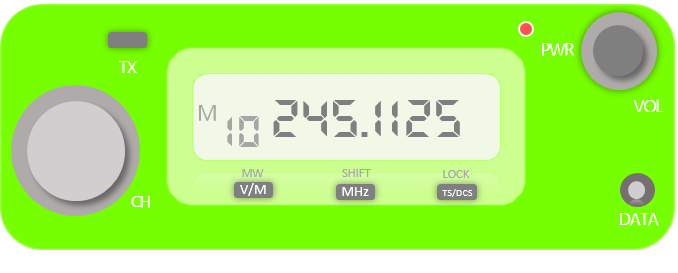 TX
PWR
VOL
M 10 245.1125
MW SHIFT LOCK
V/M MHz TS/DCS
CH
DATA